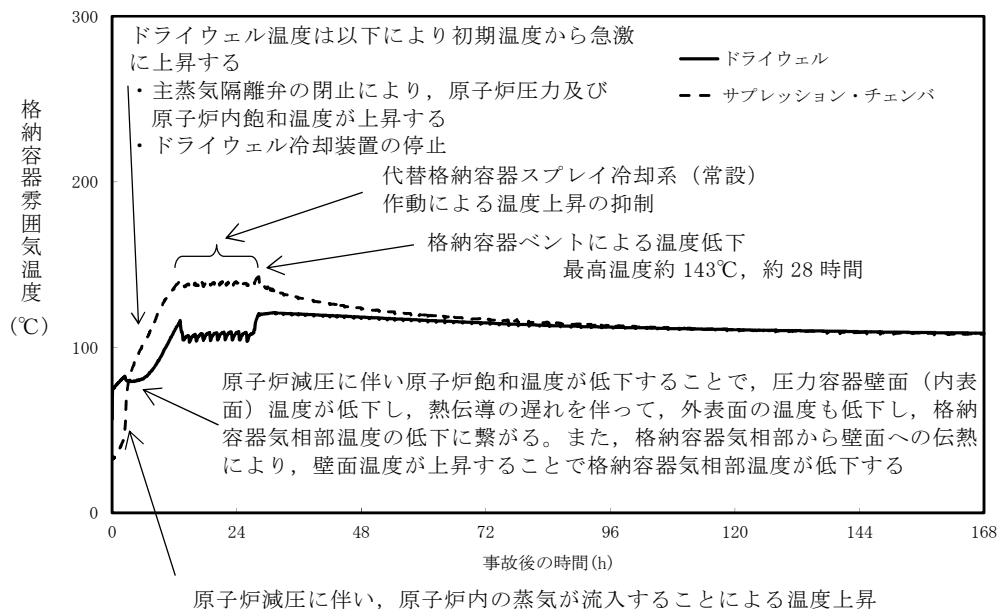 300
ドライウェル温度は以下により初期温度から急激
に上昇する
・主蒸気隔離弁の閉止により,原子炉圧力及び
原子炉内飽和温度が上昇する
・ドライウェル冷却装置の停止
ドライウェル
サプレッション・チェンバ
格納容器雰囲気温度
(℃)
200
代替格納容器スプレイ冷却系(常設)
作動による温度上昇の抑制
格納容器ベントによる温度低下
最高温度約 143℃,約 28 時間
100
原子炉減圧に伴い原子炉飽和温度が低下することで,圧力容器壁面(内表
面)温度が低下し,熱伝導の遅れを伴って,外表面の温度も低下し,格納
容器気相部温度の低下に繋がる。また,格納容器気相部から壁面への伝熱
により,壁面温度が上昇することで格納容器気相部温度が低下する
0
0 24 48 72 96 120 144 168
事故後の時間(h)
原子炉減圧に伴い,原子炉内の蒸気が流入することによる温度上昇